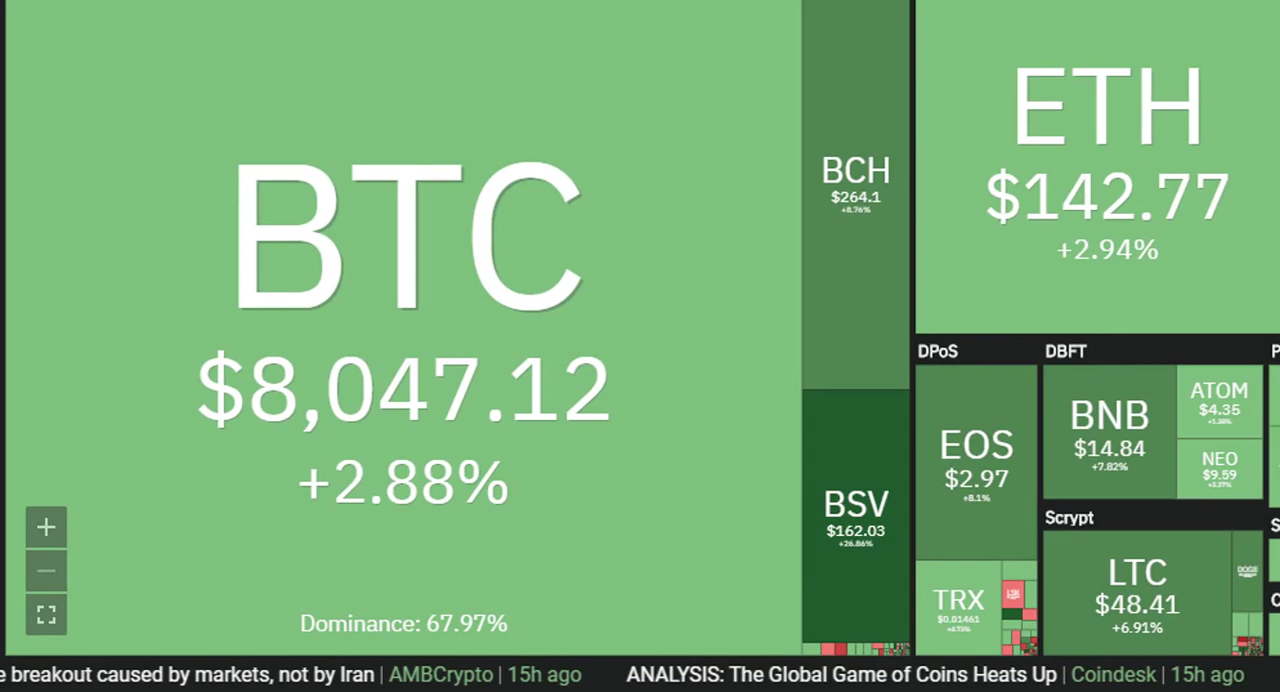 BTC
$8,047.12
+2.88%
Dominance: 67.97%
BCH
$264.1
+8.76%
BSV
$162.03
+26.86%
ETH
$142.77
+2.94%
DPoS
EOS
$2.97
+8.1%
TRX
$0.01461
DBFT
BNB
$14.84
+7.82%
ATOM
$4.35
NEO
$9.59
Scrypt
LTC
$48.41
+6.91%
DOGE
P
S
C
e breakout caused by markets, not by Iran | AMBCrypto | 15h ago
ANALYSIS: The Global Game of Coins Heats Up | Coindesk | 15h ago